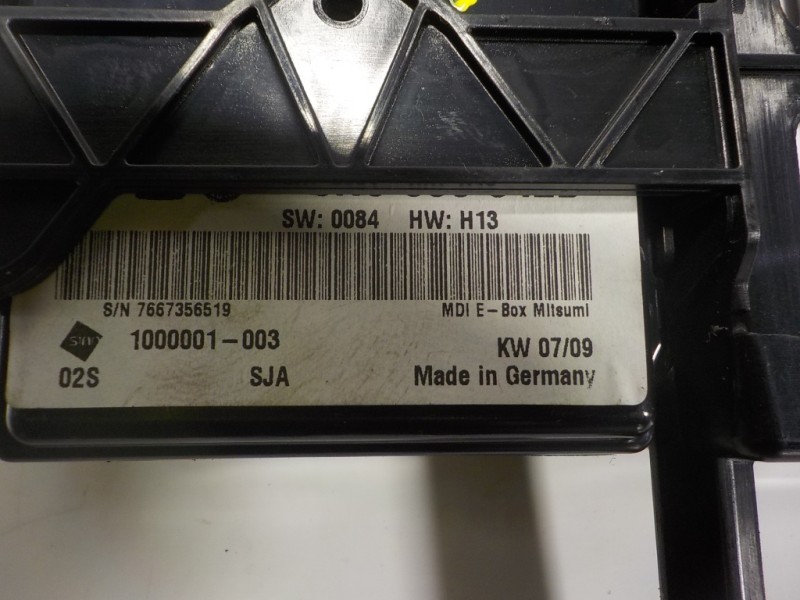 SW: 0084 HW: H13
S/N 7667356519 MDI E-Box Mitsumi
1000001-003 KW 07/09
02S SJA Made in Germany